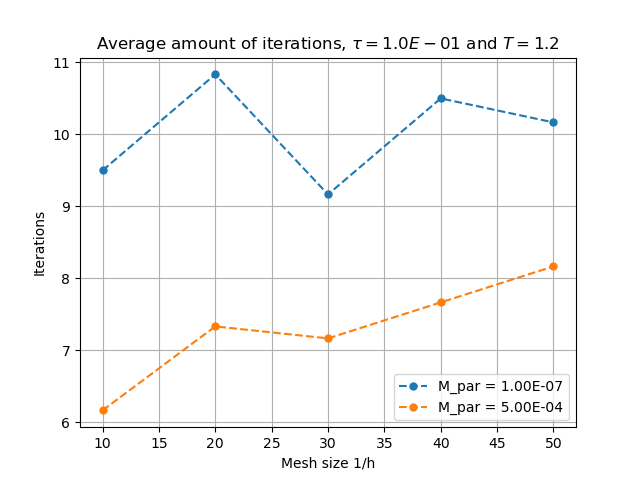 Average amount of iterations, τ = 1.0E − 01 and T = 1.2
11
10
9
8
7
6
Iterations
10 15 20 25 30 35 40 45 50
Mesh size 1/h
M_par = 1.00E-07
M_par = 5.00E-04